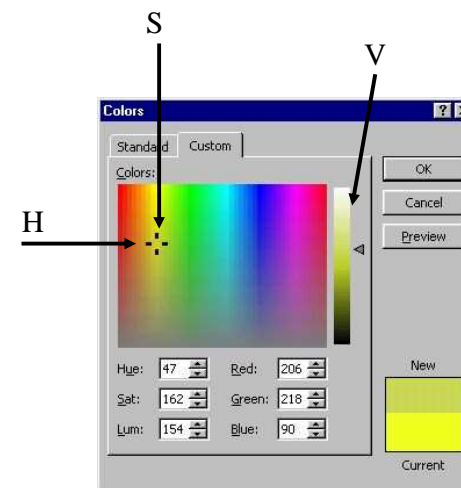 S
V
Colors
Standard Custom
Colors:
OK
Cancel
Preview
H
Hue: 47 Red: 206
Sat: 162 Green: 218
Lum: 154 Blue: 90
New
Current